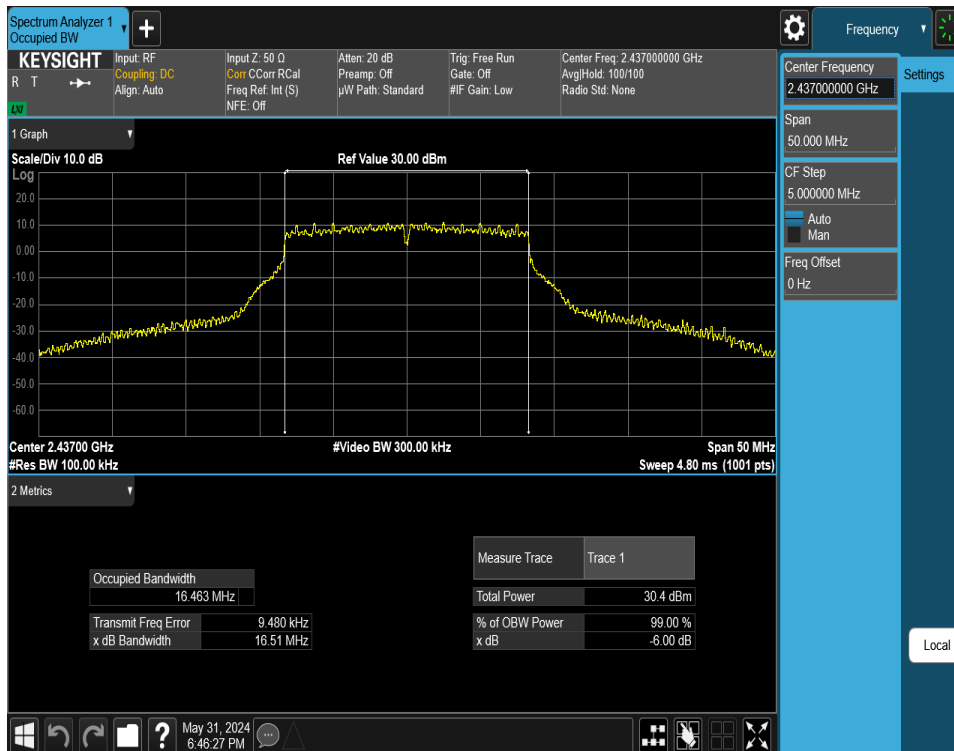 Spectrum Analyzer 1
Occupied BW
Frequency
KEYSIGHT
R T
LXI
Input: RF
Coupling: DC
Align: Auto
Input Z: 50 Ω
Corr CCorr RCal
Freq Ref: Int (S)
NFE: Off
Atten: 20 dB
Preamp: Off
µW Path: Standard
Trig: Free Run
Gate: Off
#IF Gain: Low
Center Freq: 2.437000000 GHz
Avg|Hold: 100/100
Radio Std: None
Center Frequency
2.437000000 GHz
Settings
Span
50.000 MHz
CF Step
5.000000 MHz
Auto
Man
Freq Offset
0 Hz
Local
1 Graph
Scale/Div 10.0 dB
Ref Value 30.00 dBm
Log
20.0
10.0
0.00
-10.0
-20.0
-30.0
-40.0
-50.0
-60.0
Center 2.43700 GHz
#Video BW 300.00 kHz
Span 50 MHz
#Res BW 100.00 kHz
Sweep 4.80 ms (1001 pts)
2 Metrics
Measure Trace Trace 1
Occupied Bandwidth
16.463 MHz
Total Power 30.4 dBm
Transmit Freq Error 9.480 kHz
% of OBW Power 99.00 %
x dB Bandwidth 16.51 MHz
x dB -6.00 dB
?
May 31, 2024
6:46:27 PM